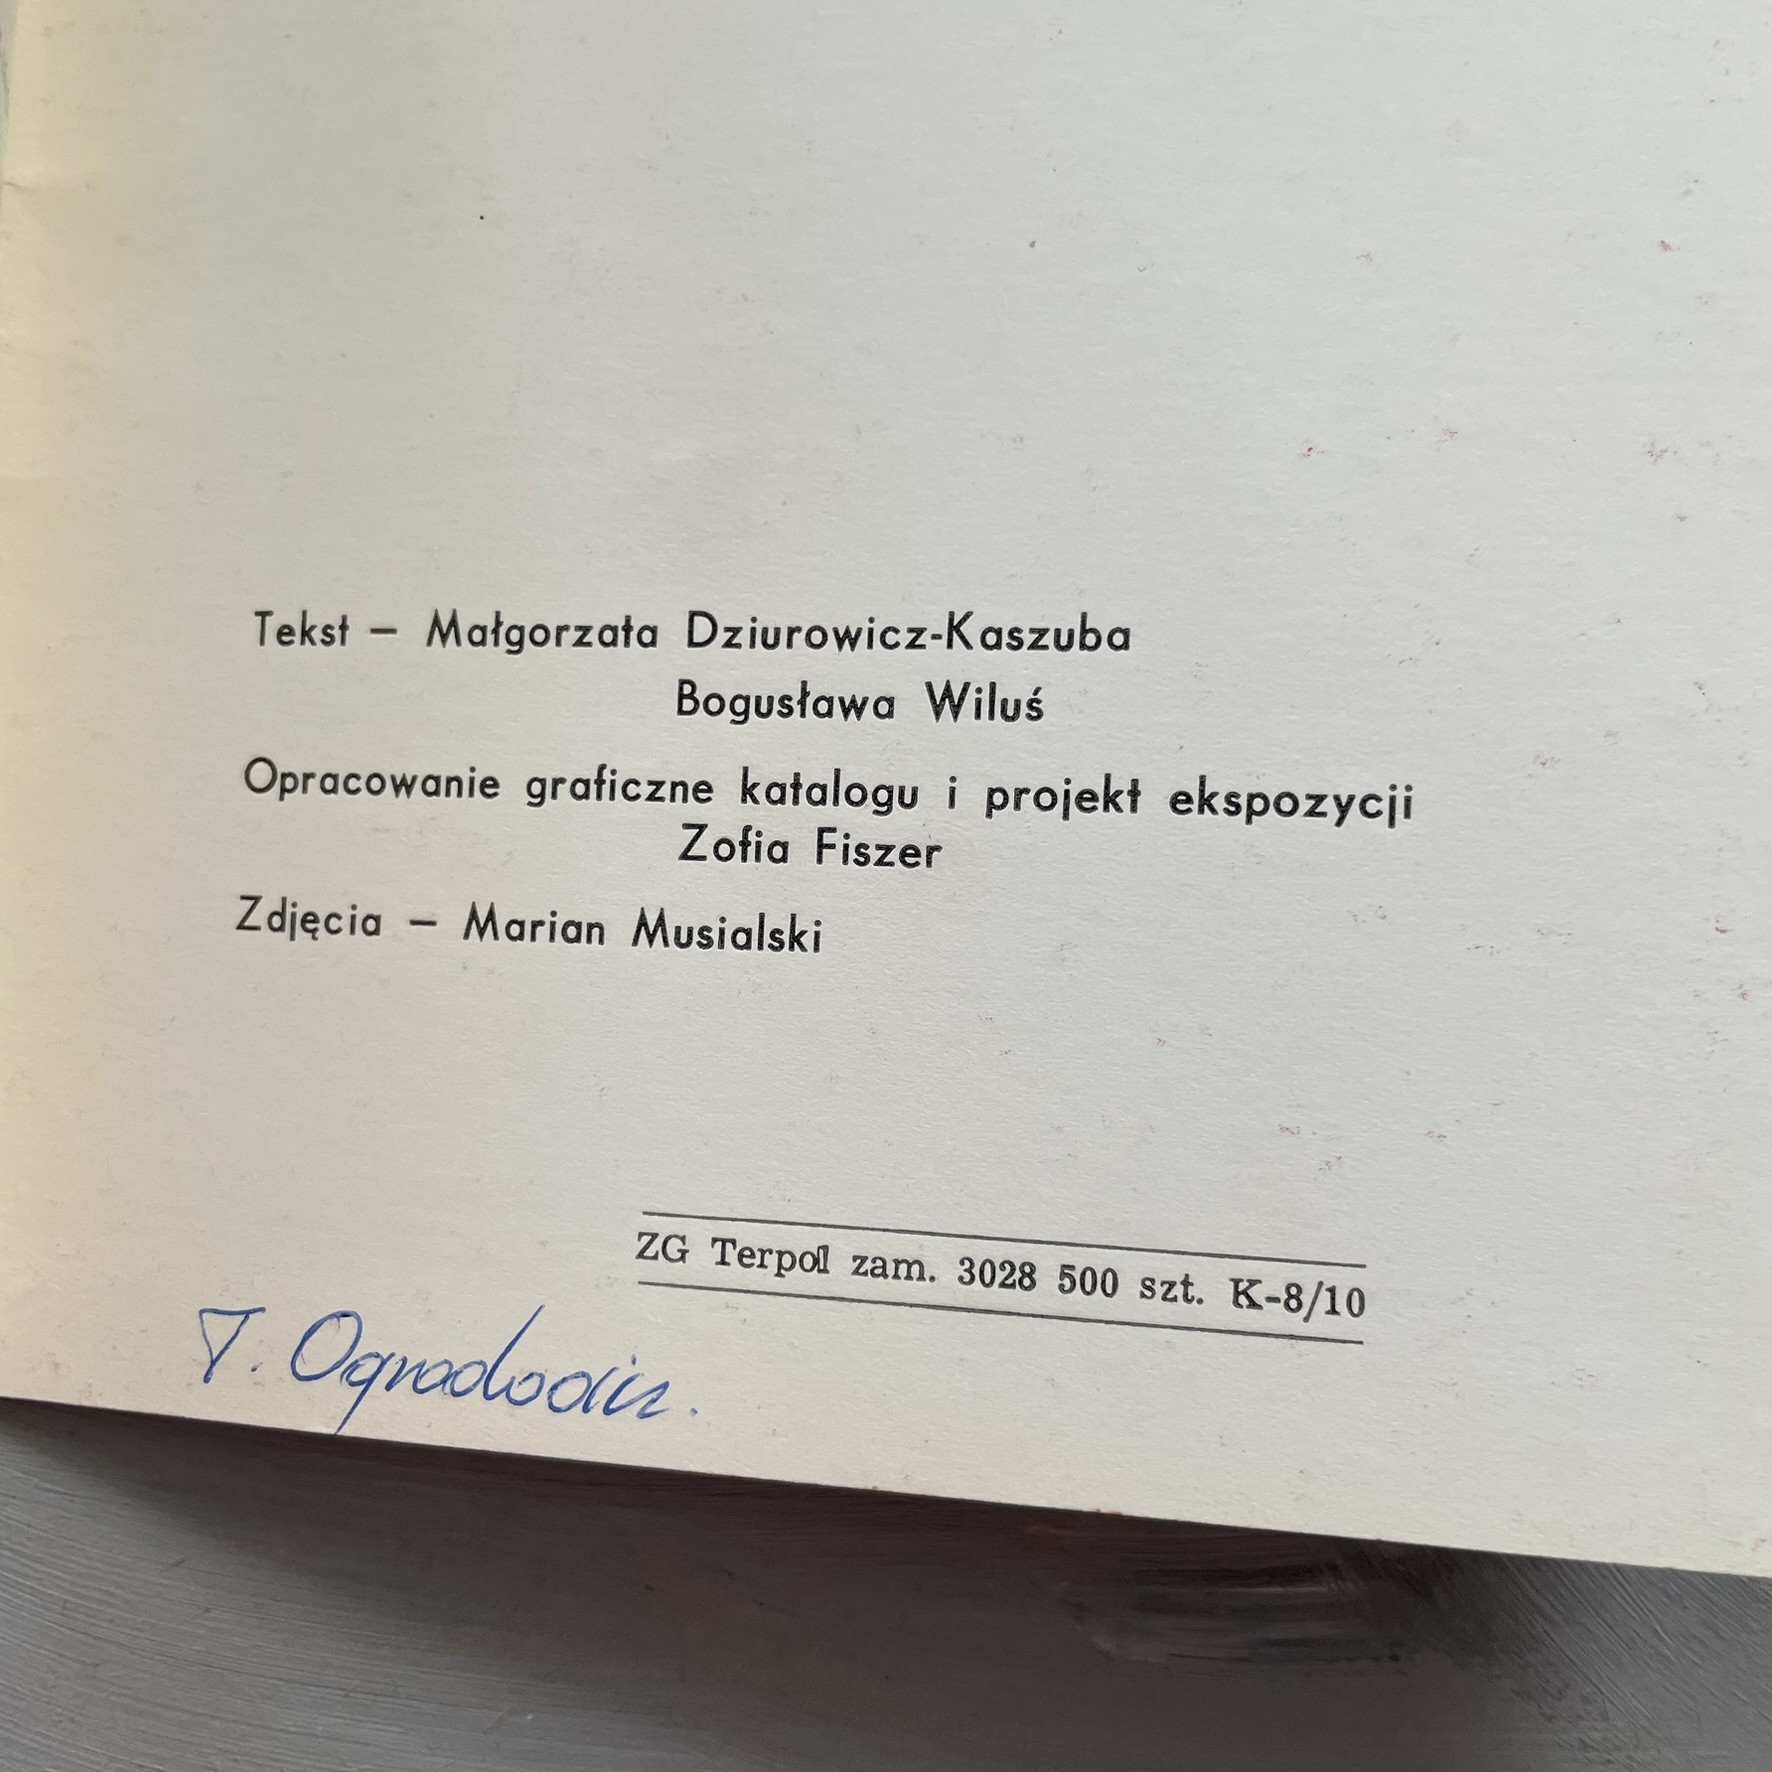 Tekst – Małgorzata Dziurowicz-Kaszuba
Bogusława Wiluś
Opracowanie graficzne katalogu i projekt ekspozycji
Zofia Fiszer
Zdjęcia – Marian Musialski
ZG Terpol zam. 3028 500 szt. K-8/10
T.